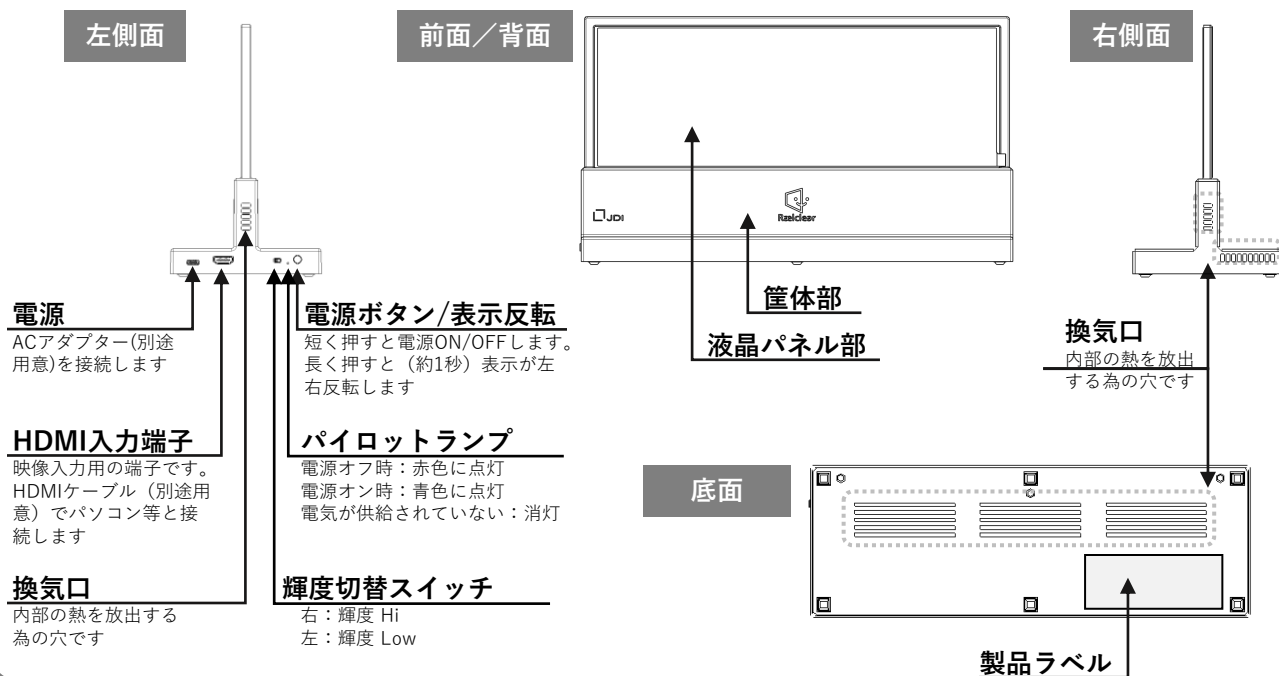 左側面
前面／背面
右側面
JDI
Rælclear
電源
ACアダプター(別途
用意)を接続します
電源ボタン/表示反転
短く押すと電源ON/OFFします。
長く押すと（約1秒）表示が左
右反転します
筐体部
液晶パネル部
換気口
内部の熱を放出
する為の穴です
HDMI入力端子
映像入力用の端子です。
HDMIケーブル（別途用
意）でパソコン等と接
続します
パイロットランプ
電源オフ時：赤色に点灯
電源オン時：青色に点灯
電気が供給されていない：消灯
底面
換気口
内部の熱を放出する
為の穴です
輝度切替スイッチ
右：輝度 Hi
左：輝度 Low
製品ラベル